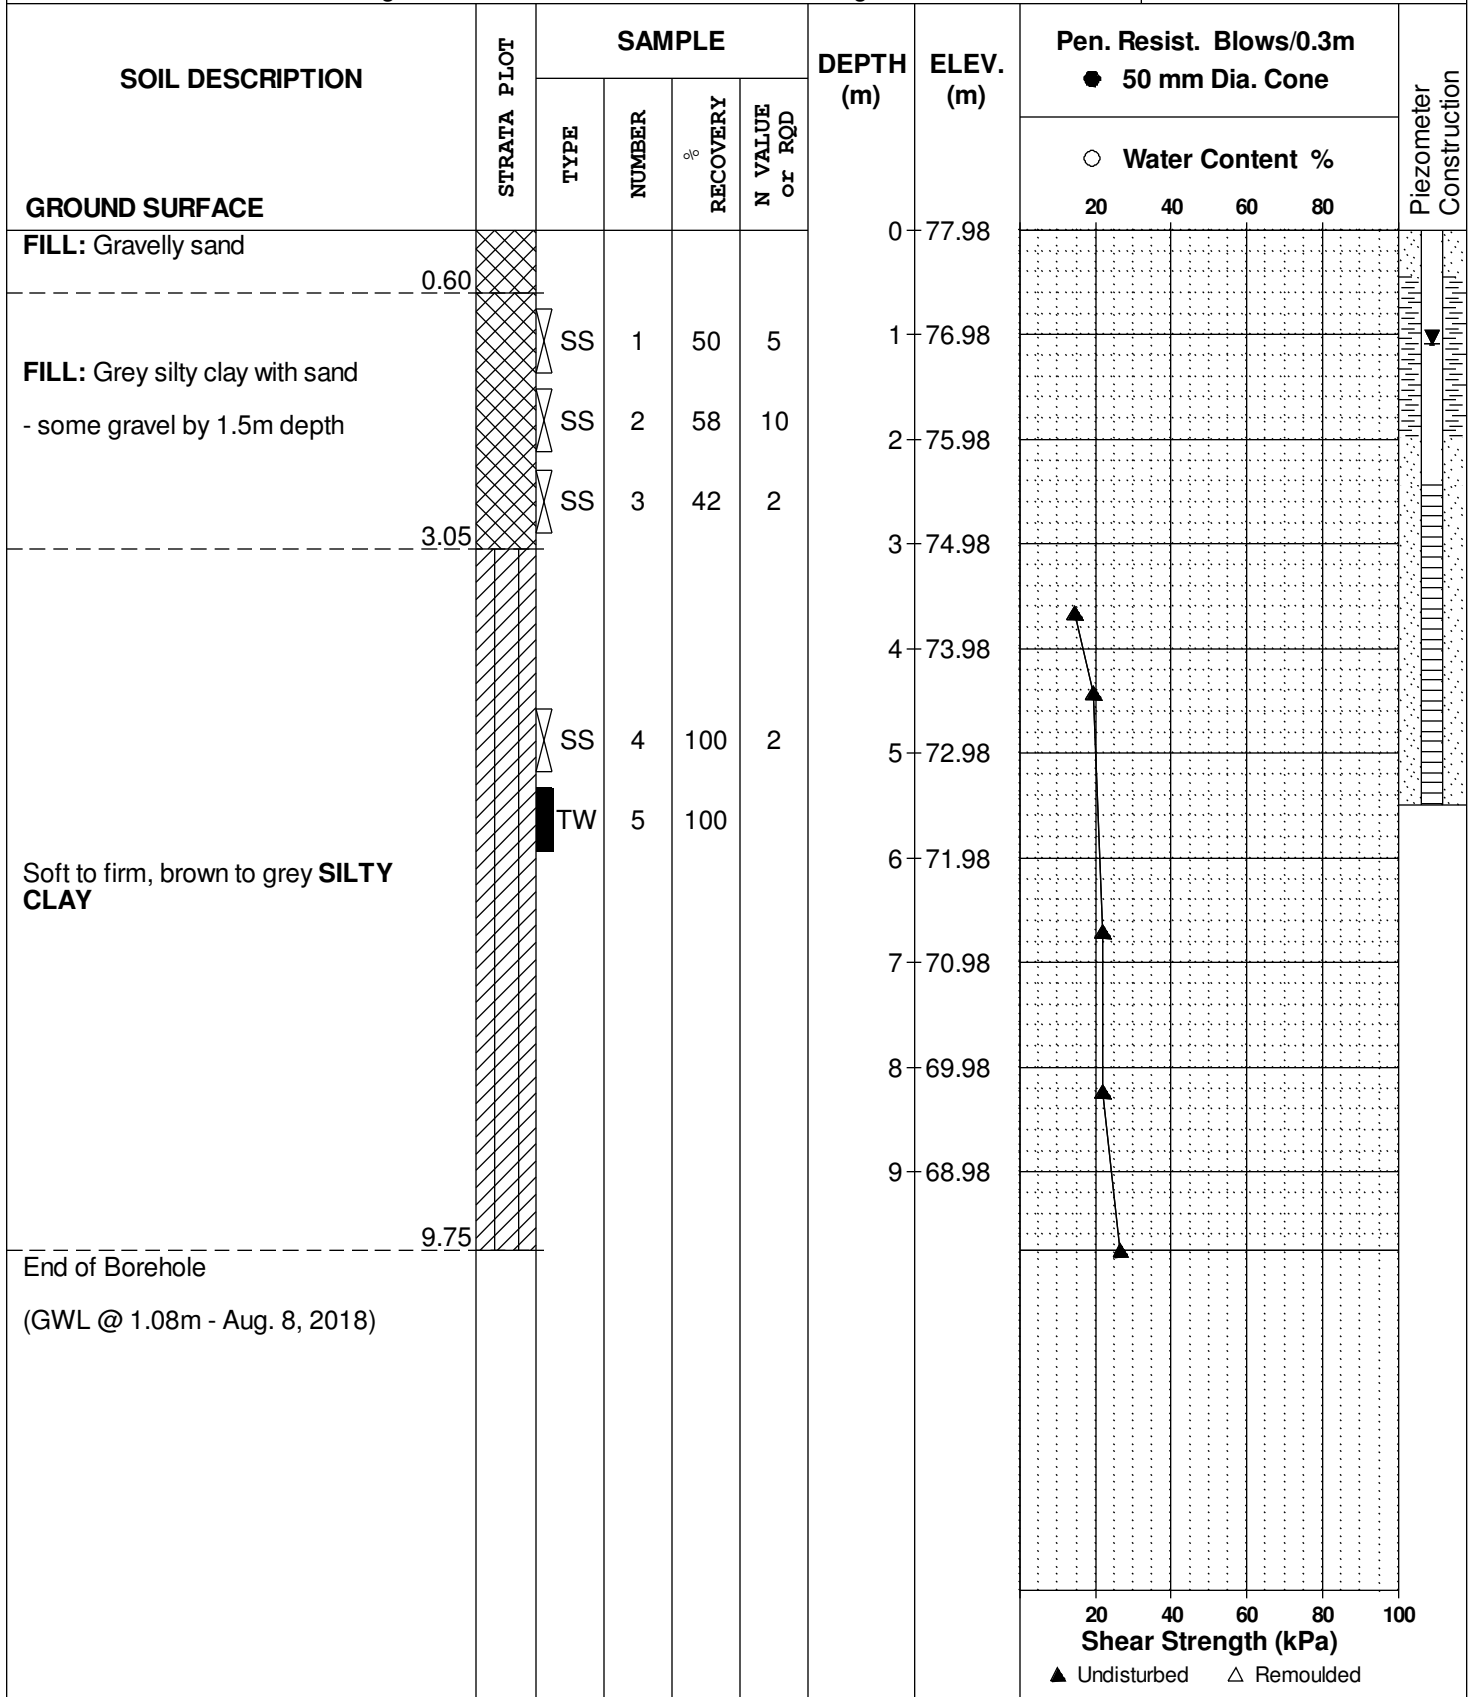 SOIL DESCRIPTION
GROUND SURFACE
STRATA PLOT
SAMPLE
TYPE
NUMBER
% RECOVERY
N VALUE or RQD
DEPTH (m)
ELEV. (m)
Pen. Resist. Blows/0.3m
● 50 mm Dia. Cone
○ Water Content %
20 40 60 80
Piezometer Construction
0 77.98
FILL: Gravelly sand
0.60
SS 1 50 5
1 76.98
FILL: Grey silty clay with sand
- some gravel by 1.5m depth
SS 2 58 10
2 75.98
SS 3 42 2
3.05
3 74.98
4 73.98
SS 4 100 2
5 72.98
TW 5 100
6 71.98
Soft to firm, brown to grey SILTY
CLAY
7 70.98
8 69.98
9 68.98
9.75
End of Borehole
(GWL @ 1.08m - Aug. 8, 2018)
20 40 60 80 100
Shear Strength (kPa)
▲ Undisturbed △ Remoulded